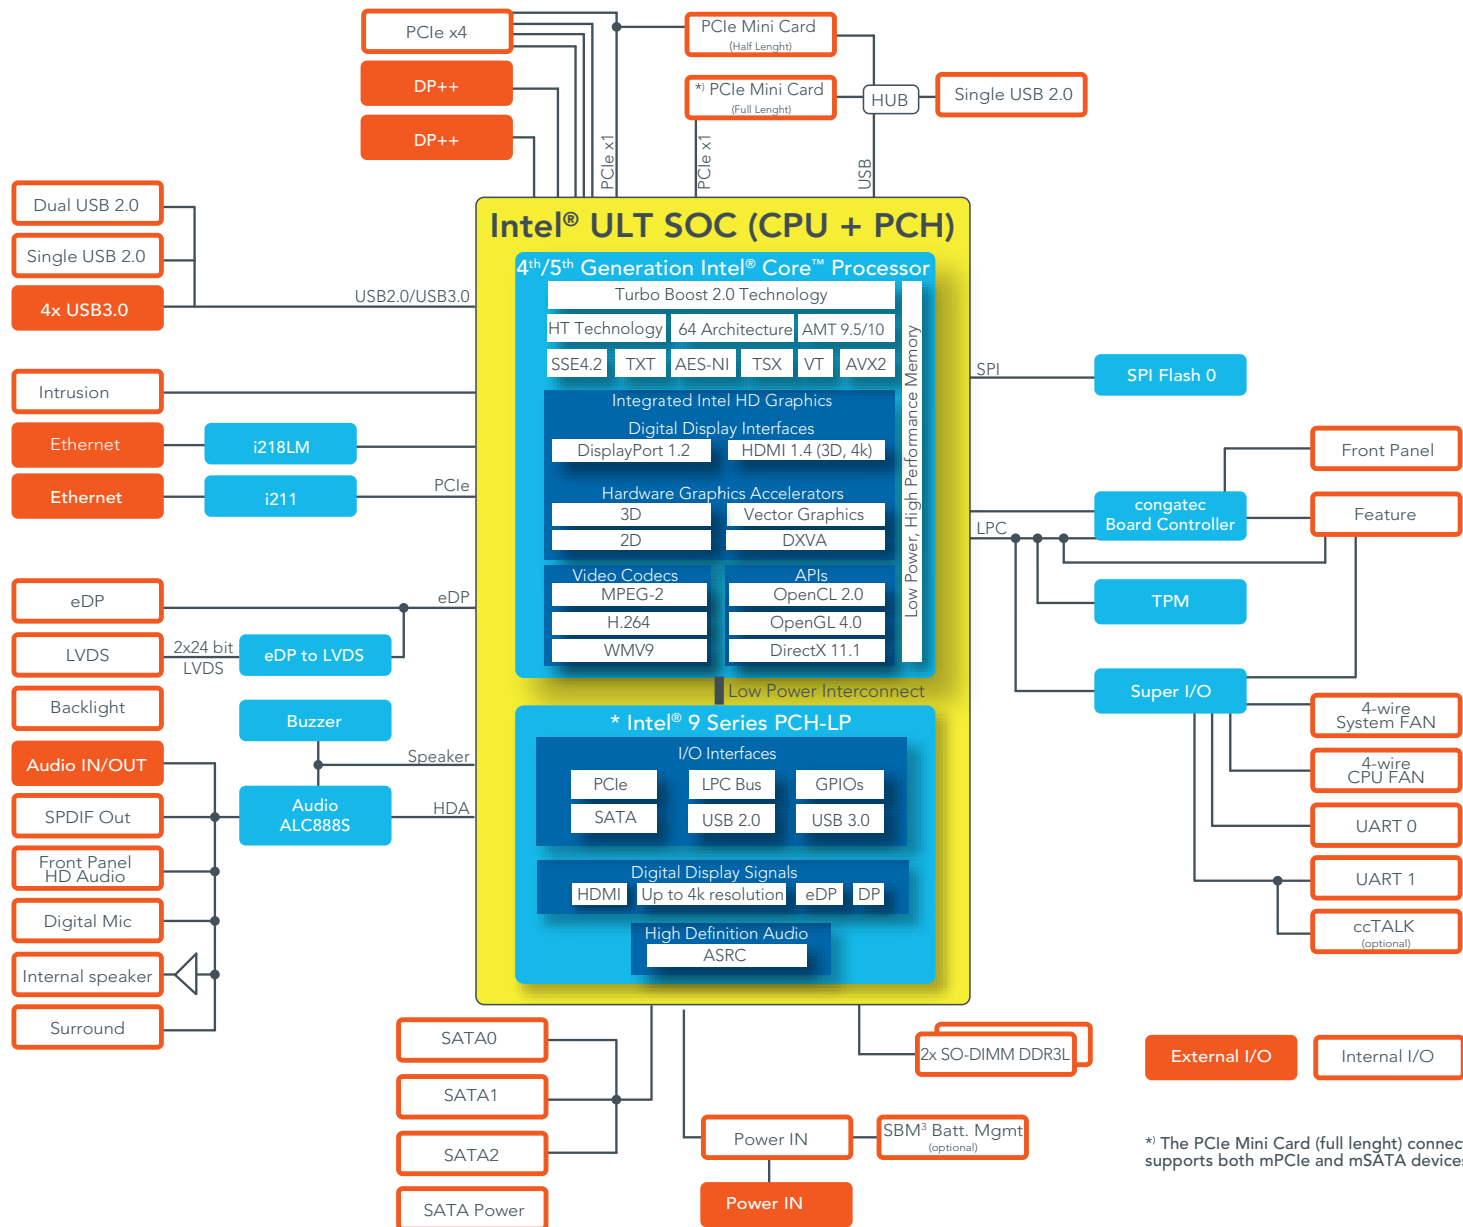 PCIe x4
DP++
DP++
PCIe Mini Card
(Half Lenght)
*) PCIe Mini Card
(Full Lenght)
HUB
Single USB 2.0
PCIe x1
PCIe x1
USB
Dual USB 2.0
Single USB 2.0
4x USB3.0
USB2.0/USB3.0
Intrusion
Ethernet
i218LM
Ethernet
i211
PCIe
eDP
eDP
LVDS
2x24 bit
LVDS
eDP to LVDS
Backlight
Buzzer
Audio IN/OUT
Speaker
SPDIF Out
Audio
ALC888S
HDA
Front Panel
HD Audio
Digital Mic
Internal speaker
Surround
Intel® ULT SOC (CPU + PCH)
4th/5th Generation Intel® Core™ Processor
Turbo Boost 2.0 Technology
HT Technology
64 Architecture
AMT 9.5/10
SSE4.2
TXT
AES-NI
TSX
VT
AVX2
Low Power, High Performance Memory
Integrated Intel HD Graphics
Digital Display Interfaces
DisplayPort 1.2
HDMI 1.4 (3D, 4k)
Hardware Graphics Accelerators
3D
Vector Graphics
2D
DXVA
Video Codecs
MPEG-2
H.264
WMV9
APIs
OpenCL 2.0
OpenGL 4.0
DirectX 11.1
Low Power Interconnect
* Intel® 9 Series PCH-LP
I/O Interfaces
PCIe
LPC Bus
GPIOs
SATA
USB 2.0
USB 3.0
Digital Display Signals
HDMI
Up to 4k resolution
eDP
DP
High Definition Audio
ASRC
SPI
SPI Flash 0
Front Panel
congatec
Board Controller
Feature
LPC
TPM
Super I/O
4-wire
System FAN
4-wire
CPU FAN
UART 0
UART 1
ccTALK
(optional)
SATA0
SATA1
SATA2
SATA Power
2x SO-DIMM DDR3L
Power IN
SBM³ Batt. Mgmt
(optional)
Power IN
External I/O
Internal I/O
*) The PCIe Mini Card (full lenght) connec
supports both mPCIe and mSATA device